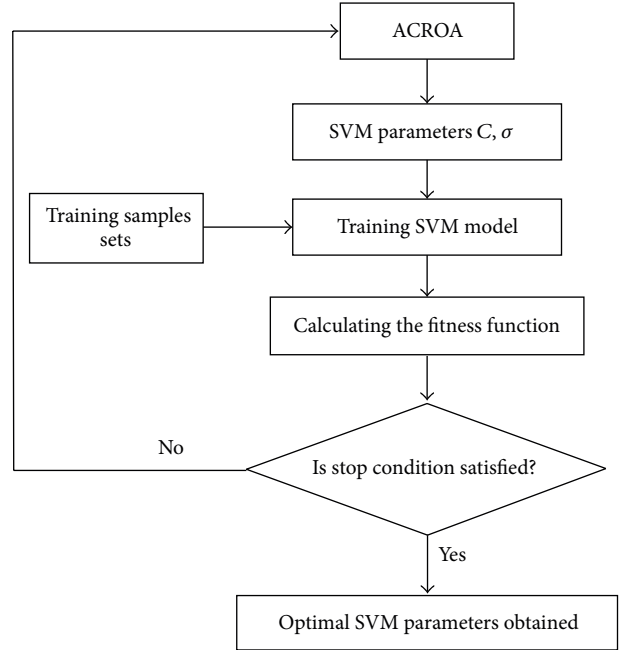 ACROA
SVM parameters C, σ
Training samples
sets
Training SVM model
Calculating the fitness function
No
Is stop condition satisfied?
Yes
Optimal SVM parameters obtained